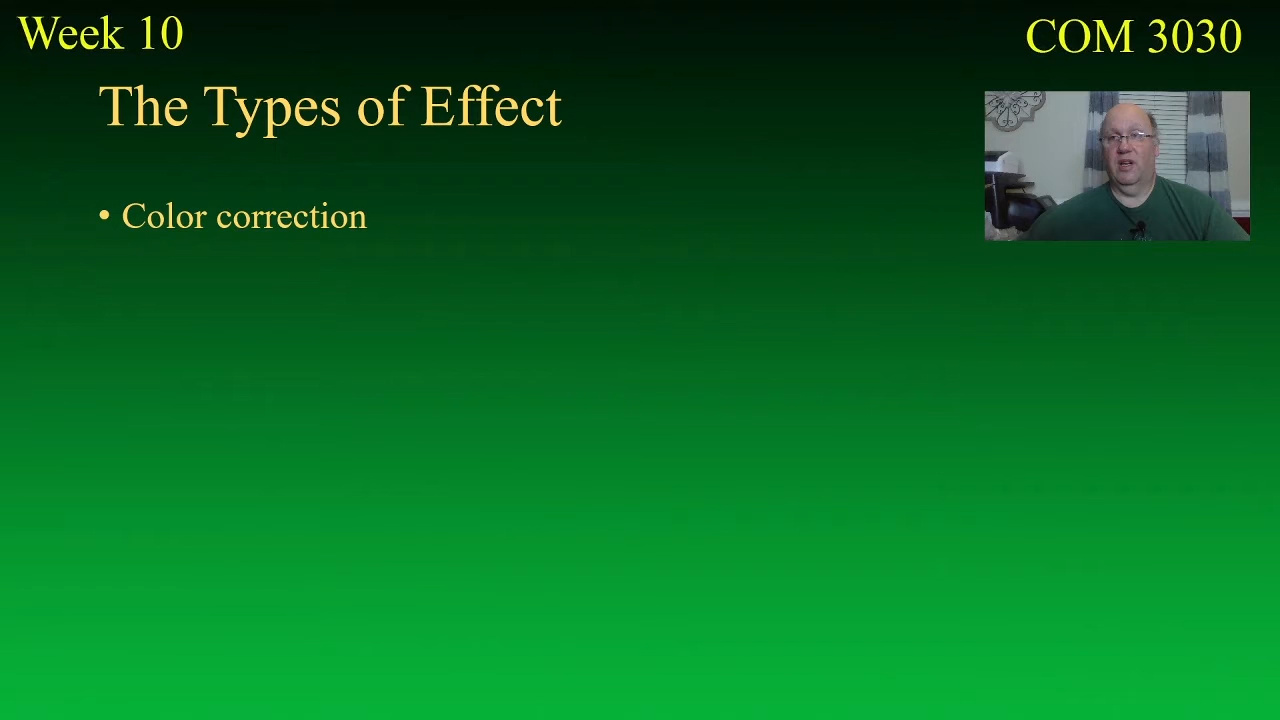 Week 10
COM 3030
The Types of Effect
• Color correction